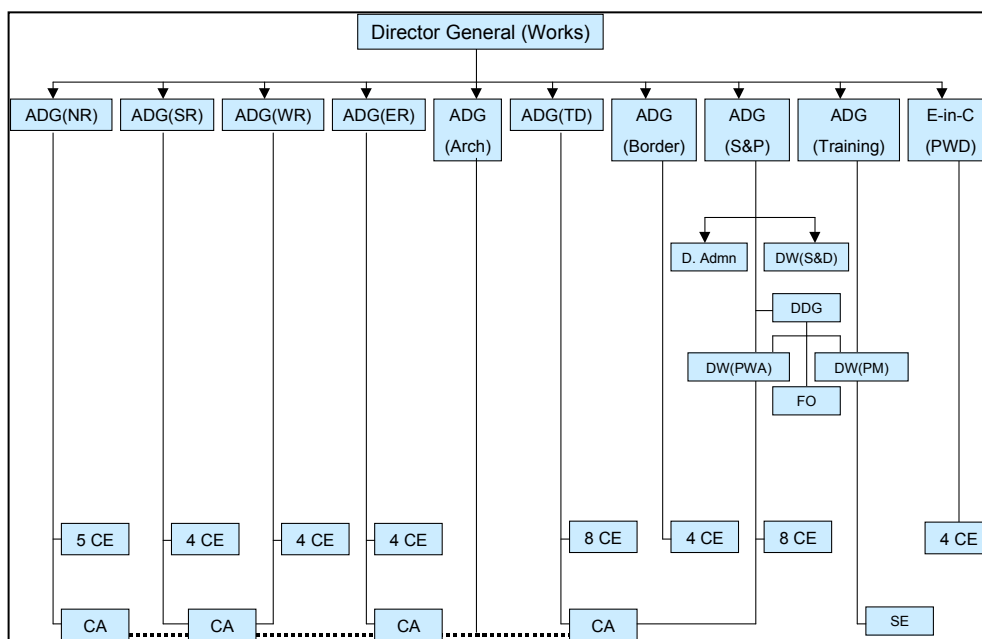 Director General (Works)
ADG(NR)
ADG(SR)
ADG(WR)
ADG(ER)
ADG
(Arch)
ADG(TD)
ADG
(Border)
ADG
(S&P)
ADG
(Training)
E-in-C
(PWD)
D. Admn
DW(S&D)
DDG
DW(PWA)
DW(PM)
FO
5 CE
4 CE
4 CE
4 CE
8 CE
4 CE
8 CE
4 CE
CA
CA
CA
CA
SE